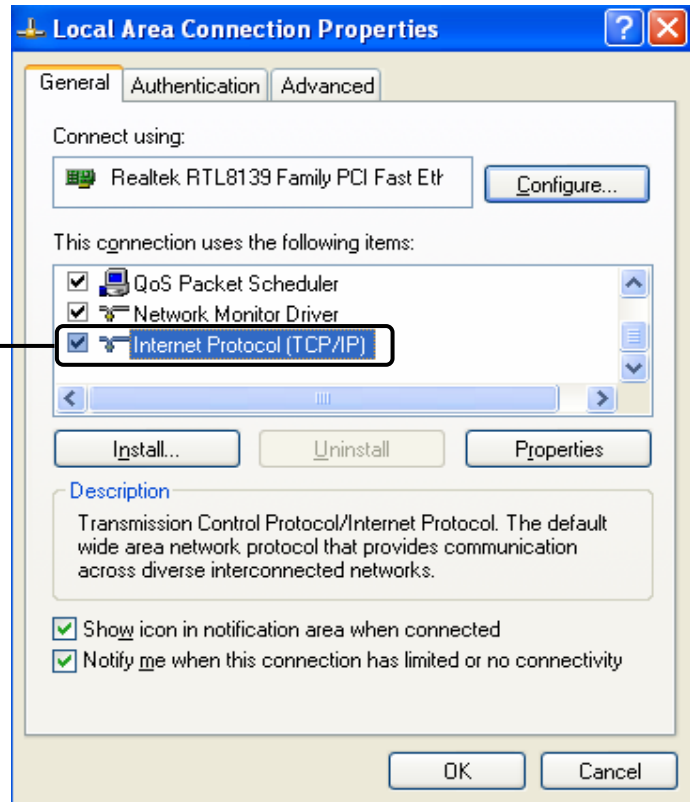 Local Area Connection Properties
General Authentication Advanced
Connect using:
Realtek RTL8139 Family PCI Fast Eth
Configure...
This connection uses the following items:
QoS Packet Scheduler
Network Monitor Driver
Internet Protocol (TCP/IP)
Install... Uninstall Properties
Description
Transmission Control Protocol/Internet Protocol. The default
wide area network protocol that provides communication
across diverse interconnected networks.
Show icon in notification area when connected
Notify me when this connection has limited or no connectivity
OK Cancel